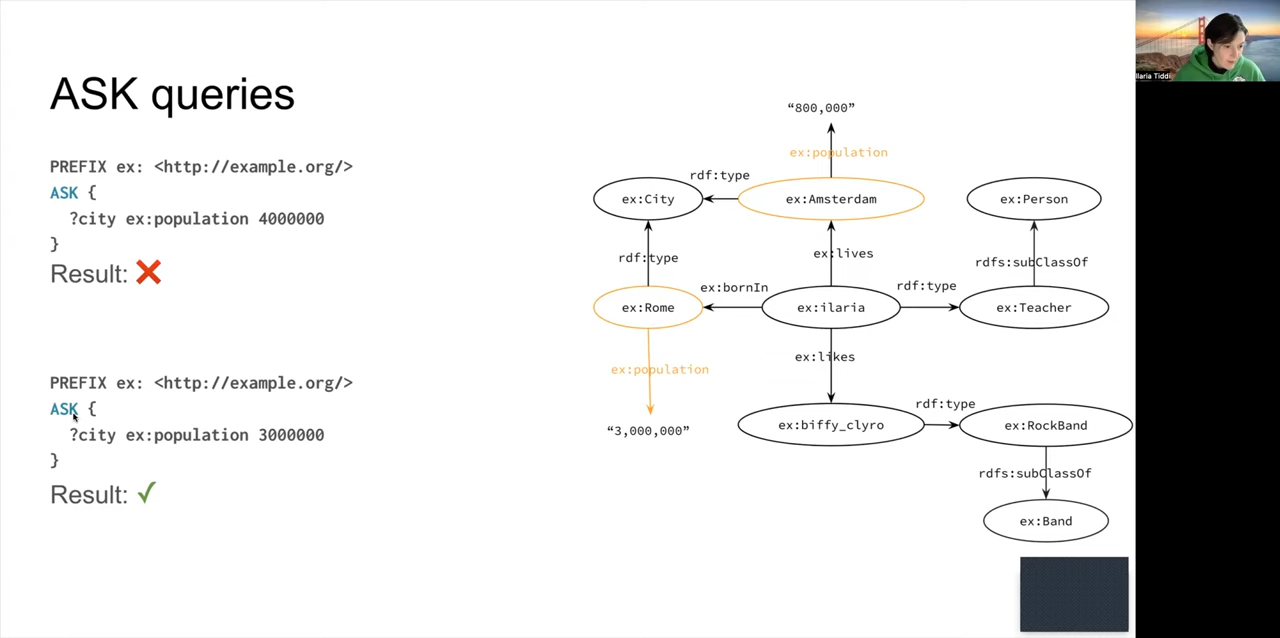 ASK queries
PREFIX ex: <http://example.org/>
ASK {
?city ex:population 4000000
}
Result: ❌
PREFIX ex: <http://example.org/>
ASK {
?city ex:population 3000000
}
Result: ✓
“800,000”
ex:population
rdf:type
ex:City
ex:Amsterdam
ex:Person
rdf:type
ex:lives
rdfs:subClassOf
ex:bornIn
rdf:type
ex:Rome
ex:ilaria
ex:Teacher
ex:population
ex:likes
“3,000,000”
rdf:type
ex:biffy_clyro
ex:RockBand
rdfs:subClassOf
ex:Band
Ilaria Tiddi